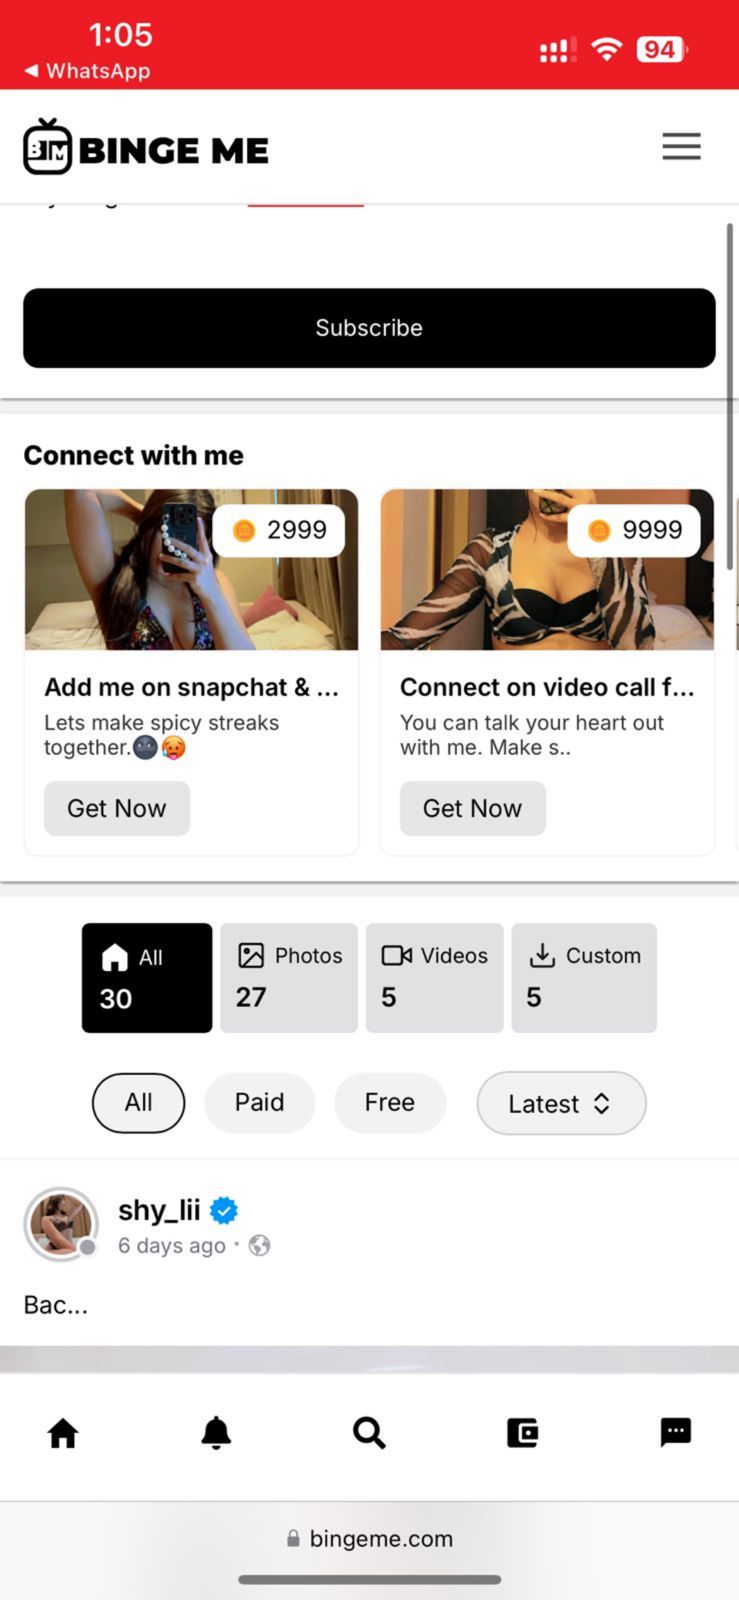 1:05
94
WhatsApp
BTM BINGE ME
Subscribe
Connect with me
2999
9999
Add me on snapchat & ...
Lets make spicy streaks
together.🌚🥵
Get Now
Connect on video call f...
You can talk your heart out
with me. Make s..
Get Now
All
30
Photos
27
Videos
5
Custom
5
All
Paid
Free
Latest
shy_lii
6 days ago •
Bac...
bingeme.com